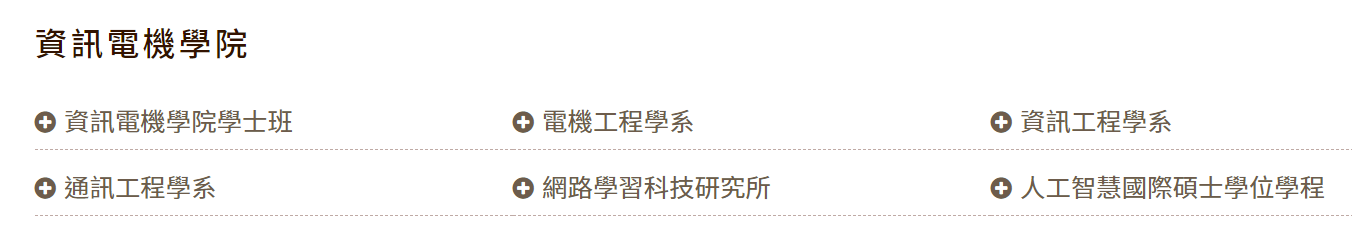 資訊電機學院
資訊電機學院學士班 電機工程學系 資訊工程學系
通訊工程學系 網路學習科技研究所 人工智慧國際碩士學位學程